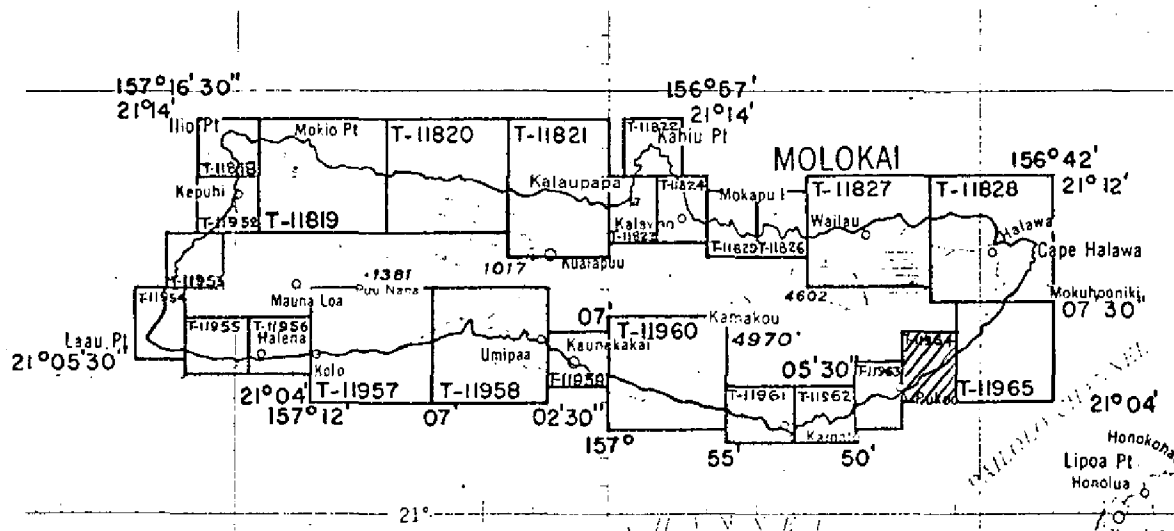 157°16'30"
21°14'
156°57'
21°14'
Ilio Pt
Mokio Pt
T-11820
T-11821
T-11822
Kahiu Pt
MOLOKAI
156°42'
21°12'
T-11818
Kepuhi
T-11952
T-11819
Kalaupapa
T-11824
T-11823
Mokapu I
T-11825
T-11826
T-11827
Wailau
T-11828
Halawa
Cape Halawa
T-11953
1017
Kualapuu
1381
Puu Nana
Mauna Loa
4602
Mokuhooniki
07'30"
T-11954
Laau Pt
21°05'30"
T-11955
T-11956
Halena
Kolo
21°04'
157°12'
T-11957
07'
T-11958
Umipaa
02'30"
07'
Kaunakakai
T-11959
T-11960
Kamakou
4970
157°
05'30"
T-11961
T-11962
55'
50'
T-11963
T-11964
Pukoo
T-11965
21°04'
PAILOLO CHANNEL
Lipoa Pt
Honolua
21°